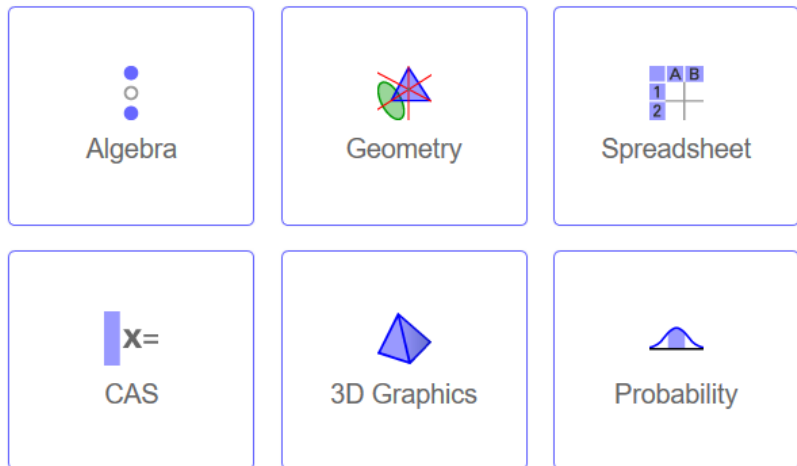 A B
1
2
Algebra
Geometry
Spreadsheet
x=
CAS
3D Graphics
Probability